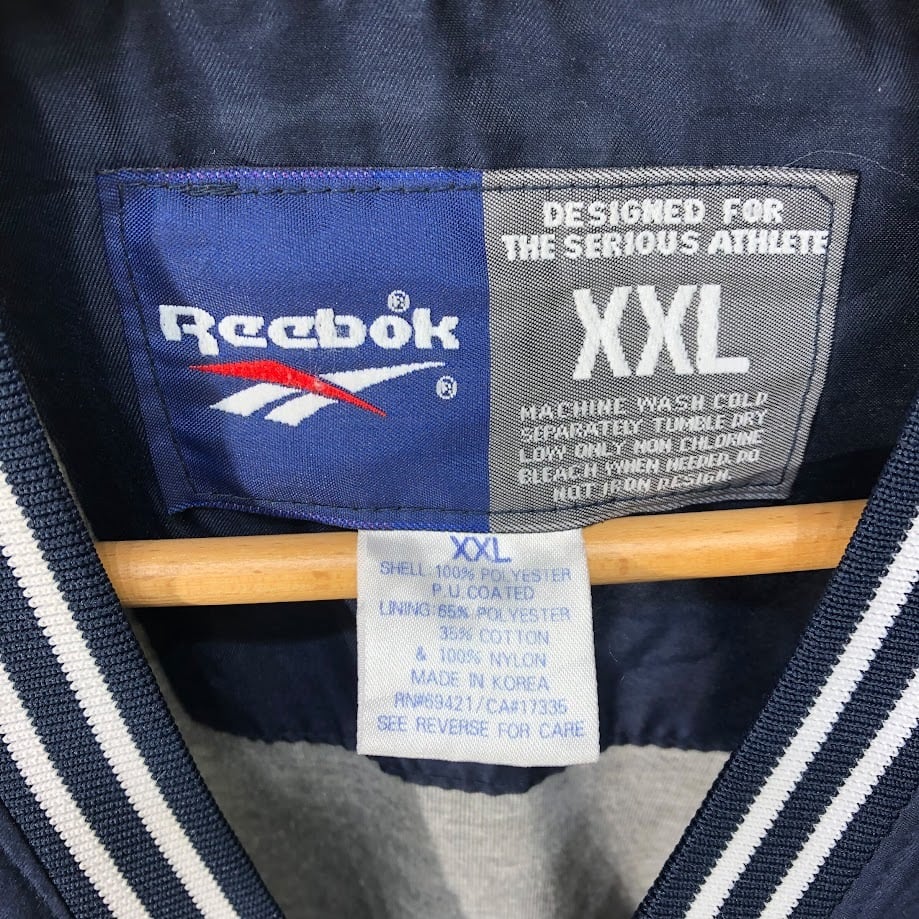 Reebok®
®
DESIGNED FOR
THE SERIOUS ATHLETE
XXL
MACHINE WASH COLD
SEPARATELY TUMBLE DRY
LOW ONLY NON CHLORINE
BLEACH WHEN NEEDED. DO
NOT IRON DESIGN.
XXL
SHELL 100% POLYESTER
P.U.COATED
LINING 65% POLYESTER
35% COTTON
& 100% NYLON
MADE IN KOREA
RN#69421/CA#17335
SEE REVERSE FOR CARE